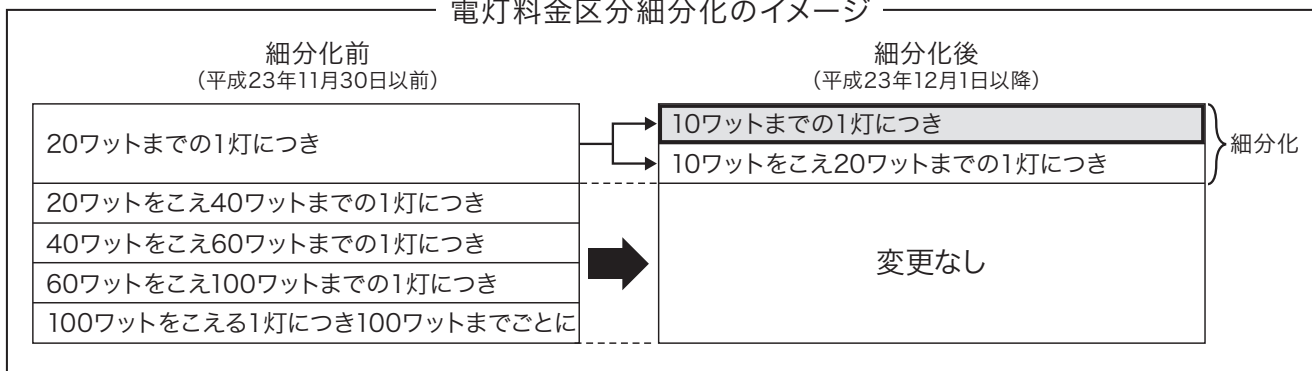 電灯料金区分細分化のイメージ
細分化前
(平成23年11月30日以前)
20ワットまでの1灯につき
20ワットをこえ40ワットまでの1灯につき
40ワットをこえ60ワットまでの1灯につき
60ワットをこえ100ワットまでの1灯につき
100ワットをこえる1灯につき100ワットまでごとに
細分化後
(平成23年12月1日以降)
10ワットまでの1灯につき
10ワットをこえ20ワットまでの1灯につき
細分化
変更なし